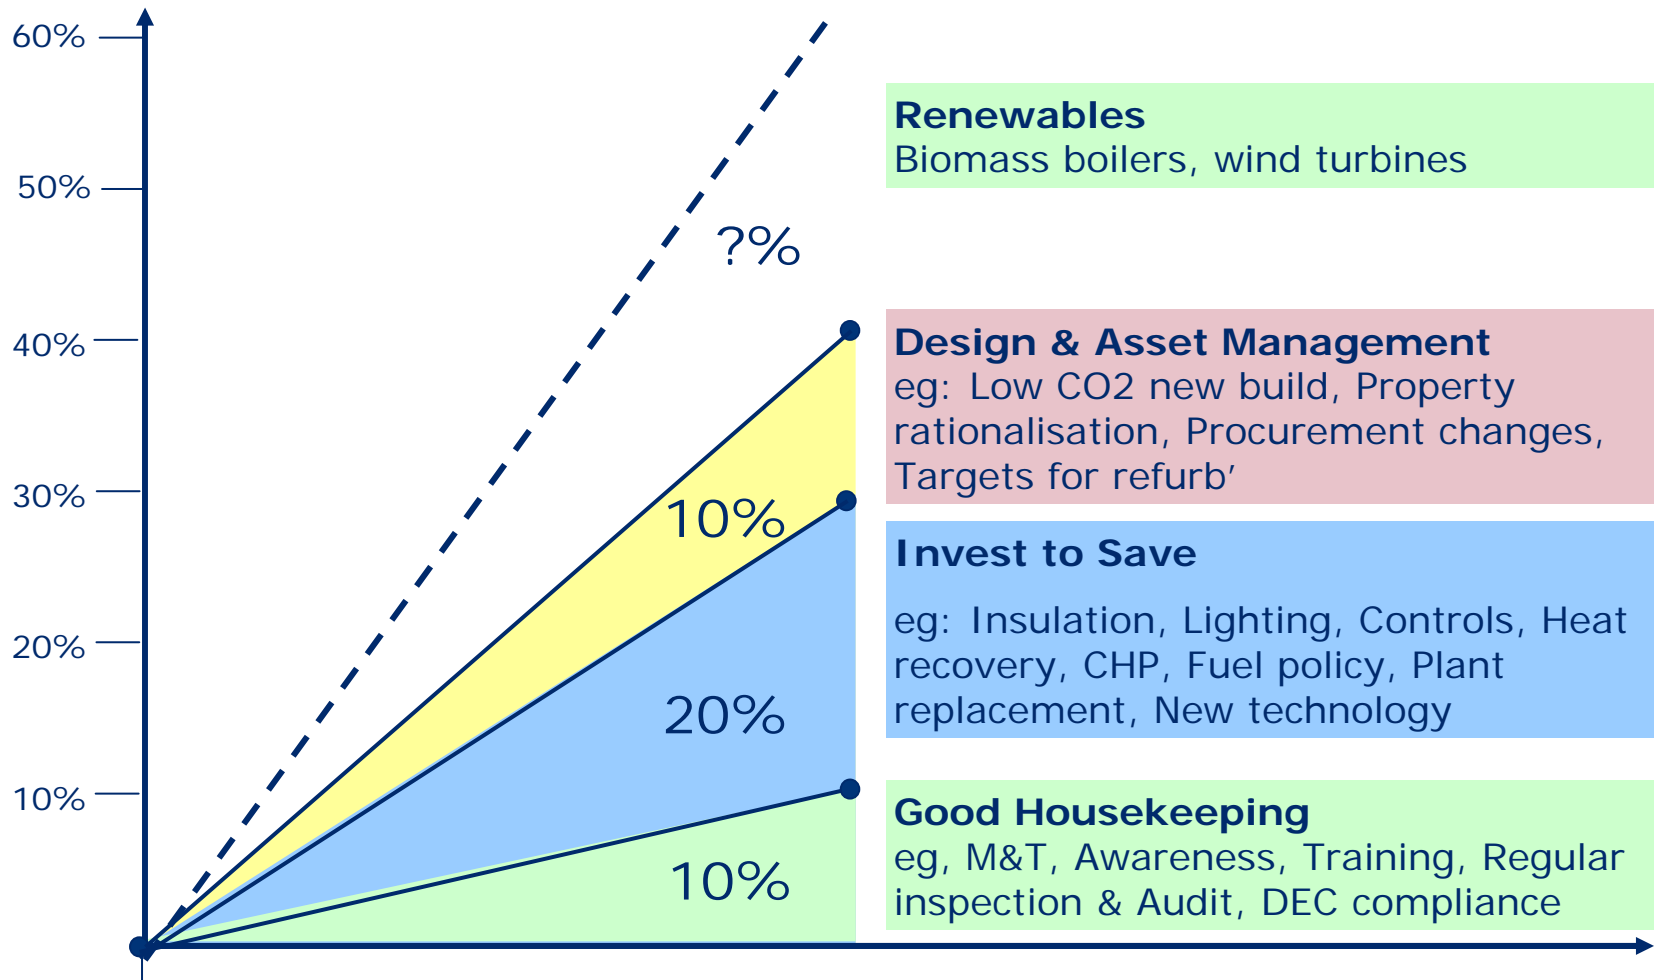 60%
50%
40%
30%
20%
10%
?%
10%
20%
10%
Renewables
Biomass boilers, wind turbines
Design & Asset Management
eg: Low CO2 new build, Property
rationalisation, Procurement changes,
Targets for refurb’
Invest to Save
eg: Insulation, Lighting, Controls, Heat
recovery, CHP, Fuel policy, Plant
replacement, New technology
Good Housekeeping
eg, M&T, Awareness, Training, Regular
inspection & Audit, DEC compliance